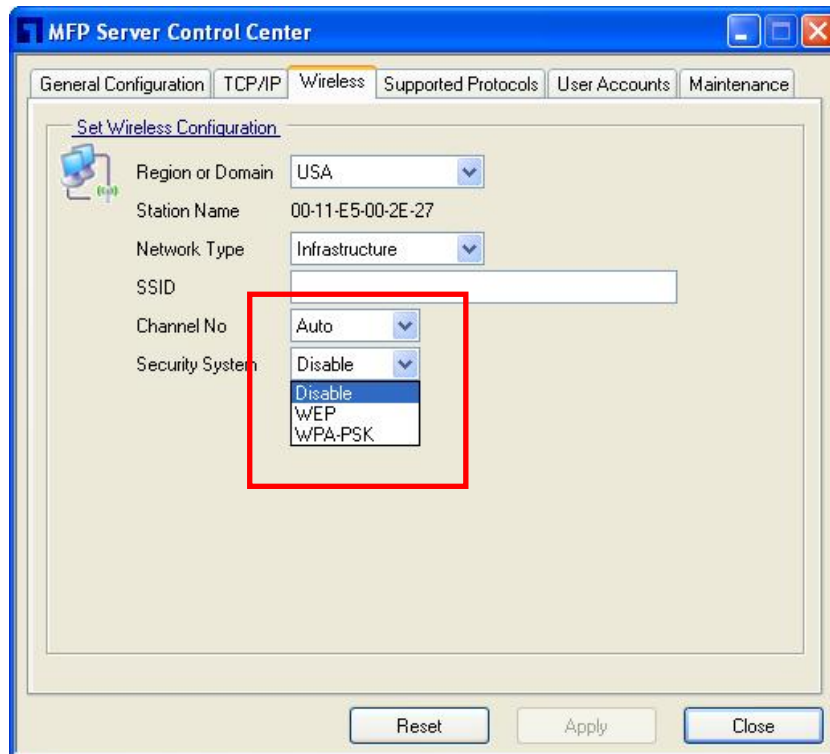 MFP Server Control Center
General Configuration TCP/IP Wireless Supported Protocols User Accounts Maintenance
Set Wireless Configuration
Region or Domain USA
Station Name 00-11-E5-00-2E-27
Network Type Infrastructure
SSID
Channel No Auto
Security System Disable
Disable
WEP
WPA-PSK
Reset Apply Close